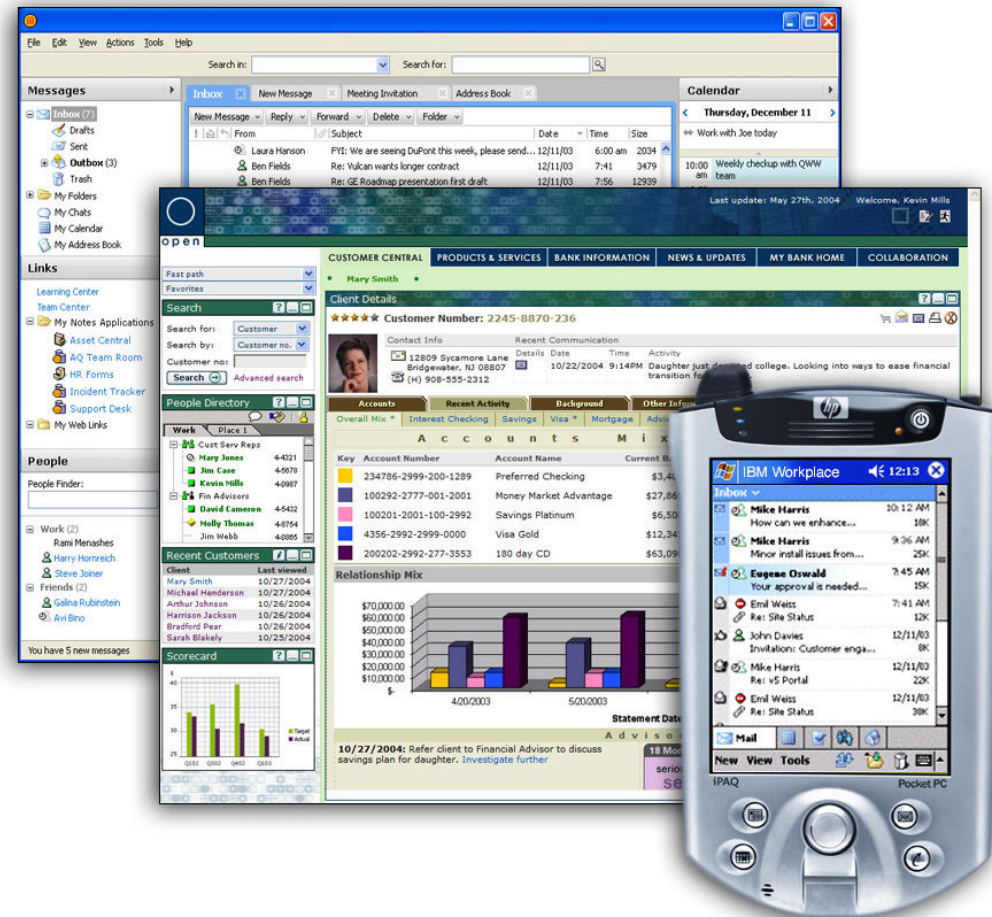 File Edit View Actions Tools Help
Search in: Search for:
Messages
Inbox (7)
Drafts
Sent
Outbox (3)
Trash
My Folders
My Chats
My Calendar
My Address Book
Links
Learning Center
Team Center
My Notes Applications
Asset Central
AQ Team Room
HR Forms
Incident Tracker
Support Desk
My Web Links
People
People Finder:
Work (2)
Rami Menashes
Harry Hornreich
Steve Joiner
Friends (2)
Galina Rubinstein
Avi Bino
You have 5 new messages
Inbox New Message Meeting Invitation Address Book
New Message Reply Forward Delete Folder
! From Subject Date Time Size
Laura Hanson FYI: We are seeing DuPont this week, please send... 12/11/03 6:00 am 2034
Ben Fields Re: Vulcan wants longer contract 12/11/03 7:41 3479
Ben Fields Re: GE Roadmap presentation first draft 12/11/03 7:56 12939
Calendar
Thursday, December 11
Work with Joe today
10:00 am Weekly checkup with QWW team
open
Last update: May 27th, 2004 Welcome, Kevin Mills
CUSTOMER CENTRAL PRODUCTS & SERVICES BANK INFORMATION NEWS & UPDATES MY BANK HOME COLLABORATION
Fast path
Favorites
Search
Search for: Customer
Search by: Customer no.
Customer no:
Search Advanced search
People Directory
Work Place 1
Cust Serv Reps
Mary Jones 4-4321
Jim Case 4-5678
Kevin Mills 4-0987
Fin Advisors
David Cameron 4-5432
Molly Thomas 4-8754
Jim Webb 4-0865
Recent Customers
Client Last viewed
Mary Smith 10/27/2004
Michael Henderson 10/27/2004
Arthur Johnson 10/26/2004
Harrison Jackson 10/26/2004
Bradford Pear 10/26/2004
Sarah Blakely 10/25/2004
Scorecard
$
40
35
30
25
Q102 Q302 Q402 Q103
Target
Actual
Mary Smith
Client Details
Customer Number: 2245-8870-236
Contact Info Recent Communication
12809 Sycamore Lane
Bridgewater, NJ 08807
(H) 908-555-2312
Details Date Time Activity
10/22/2004 9:14PM Daughter just college. Looking into ways to ease financial
transition
Accounts Recent Activity Background Other
Overall Mix * Interest Checking Savings Visa * Mortgage
Accounts Mix
Key Account Number Account Name Current
234786-2999-200-1289 Preferred Checking
100292-2777-001-2001 Money Market Advantage
100201-2001-100-2992 Savings Platinum
4356-2992-2999-0000 Visa Gold
200202-2992-277-3553 180 day CD
Relationship Mix
$70,000.00
$60,000.00
$50,000.00
$40,000.00
$30,000.00
$20,000.00
$10,000.00
$-
4/20/2003 5/20/2003
Statement
10/27/2004: Refer client to Financial Advisor to discuss
savings plan for daughter. Investigate further
18
hp
IBM Workplace 12:13
Inbox
Mike Harris 10:12 AM
How can we enhance... 18K
Mike Harris 9:36 AM
Minor install issues from... 25K
Eugene Oswald 7:45 AM
Your approval is needed... 15K
Emil Weiss 7:41 AM
Re: Site Status 12K
John Davies 12/11/03
Invitation: Customer enga... 8K
Mike Harris 12/11/03
Re: v5 Portal 22K
Emil Weiss 12/11/03
Re: Site Status 38K
Mail
New View Tools
iPAQ Pocket PC